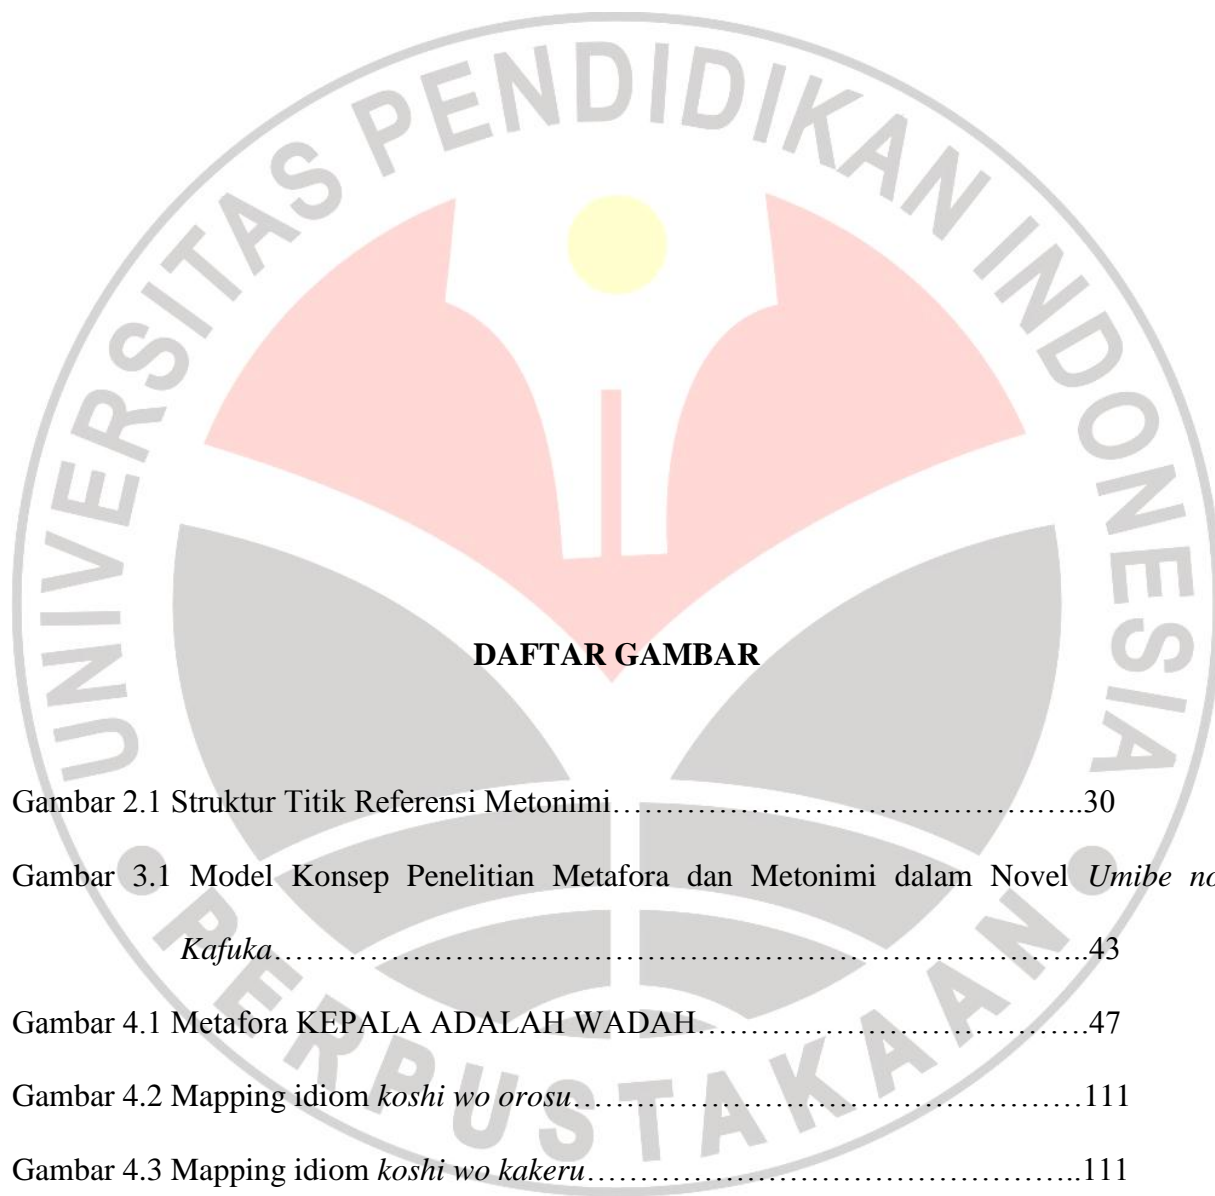 UNIVERSITAS PENDIDIKAN INDONESIA
PERPUSTAKAAN
DAFTAR GAMBAR
Gambar 2.1 Struktur Titik Referensi Metonimi……………………………………..30
Gambar 3.1 Model Konsep Penelitian Metafora dan Metonimi dalam Novel Umibe no
Kafuka…………………………………………………………………..43
Gambar 4.1 Metafora KEPALA ADALAH WADAH……………………………….47
Gambar 4.2 Mapping idiom koshi wo orosu…………………………………………111
Gambar 4.3 Mapping idiom koshi wo kakeru………………………………………..111